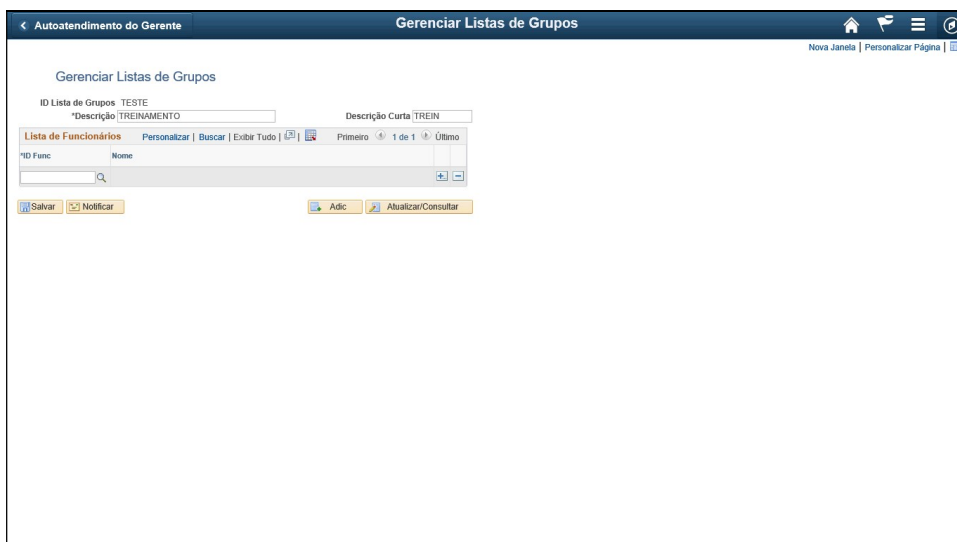 Autoatendimento do Gerente
Gerenciar Listas de Grupos
Nova Janela | Personalizar Página |
Gerenciar Listas de Grupos
ID Lista de Grupos TESTE
*Descrição TREINAMENTO Descrição Curta TREIN
Lista de Funcionários Personalizar | Buscar | Exibir Tudo | | Primeiro 1 de 1 Último
*ID Func Nome
Salvar Notificar Adic Atualizar/Consultar